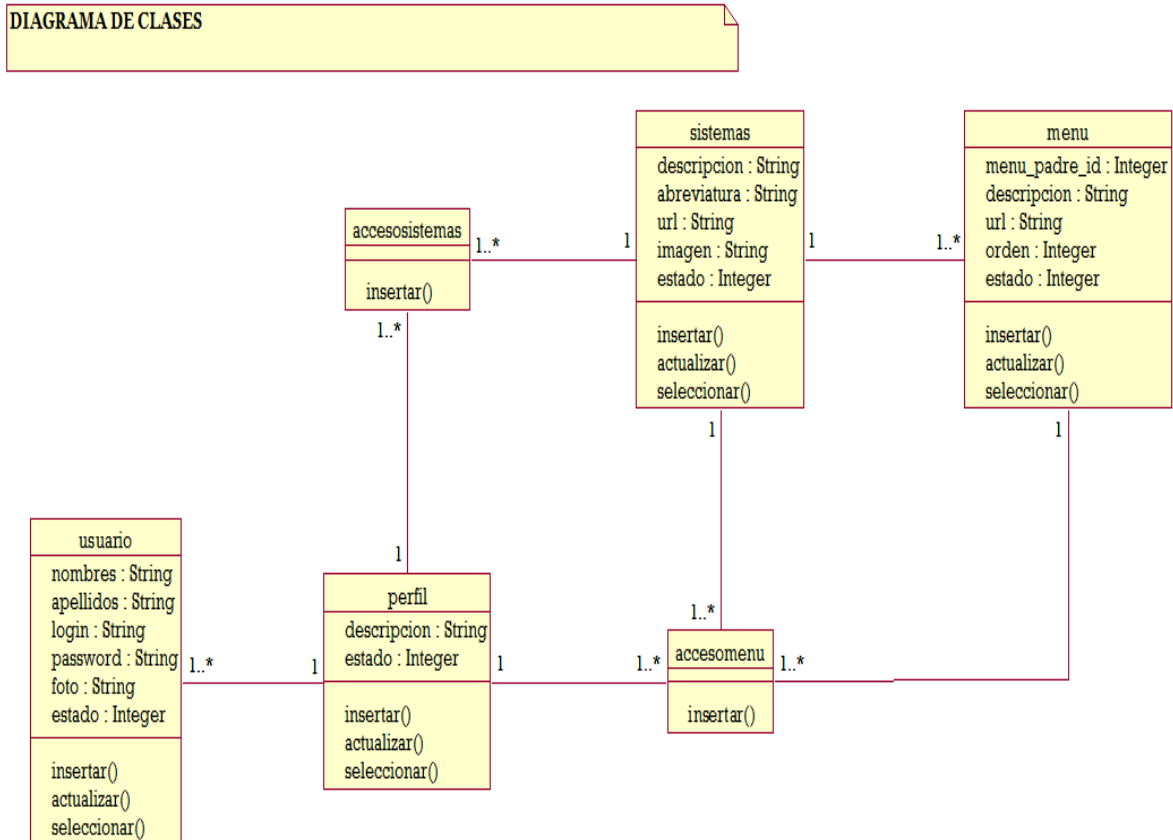 DIAGRAMA DE CLASES
sistemas
descripcion : String
abreviatura : String
url : String
imagen : String
estado : Integer
insertar()
actualizar()
seleccionar()
menu
menu_padre_id : Integer
descripcion : String
url : String
orden : Integer
estado : Integer
insertar()
actualizar()
seleccionar()
accesosistemas
insertar()
1..*
1
1
1..*
1..*
1
1
1
1..*
usuario
nombres : String
apellidos : String
login : String
password : String
foto : String
estado : Integer
insertar()
actualizar()
seleccionar()
1..*
1
perfil
descripcion : String
estado : Integer
insertar()
actualizar()
seleccionar()
1
1..*
accesomenu
insertar()
1..*